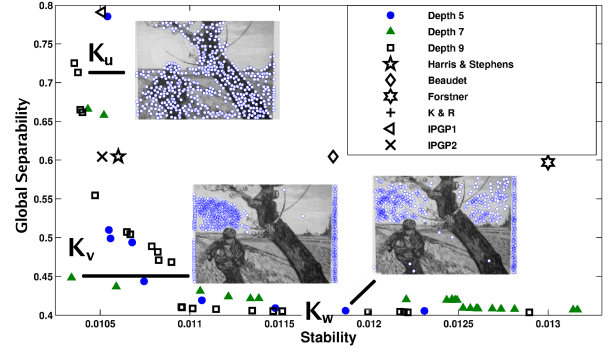 0.8
0.75
0.7
0.65
0.6
0.55
0.5
0.45
0.4
Global Separability
0.0105
0.011
0.0115
0.012
0.0125
0.013
Stability
Depth 5
Depth 7
Depth 9
Harris & Stephens
Beaudet
Forstner
K & R
IPGP1
IPGP2
Ku
Kv
Kw